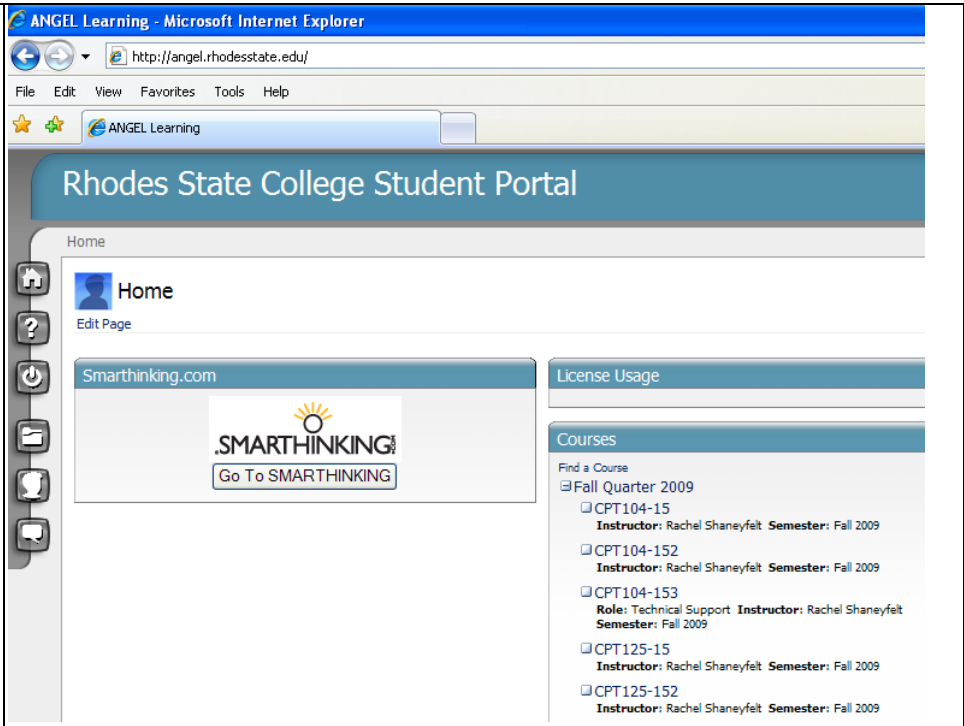 ANGEL Learning - Microsoft Internet Explorer
http://angel.rhodesstate.edu/
File Edit View Favorites Tools Help
ANGEL Learning
Rhodes State College Student Portal
Home
Home
Edit Page
Smarthinking.com
.SMARTHINKING.com
Go To SMARTHINKING
License Usage
Courses
Find a Course
Fall Quarter 2009
CPT104-15
Instructor: Rachel Shaneyfelt Semester: Fall 2009
CPT104-152
Instructor: Rachel Shaneyfelt Semester: Fall 2009
CPT104-153
Role: Technical Support Instructor: Rachel Shaneyfelt
Semester: Fall 2009
CPT125-15
Instructor: Rachel Shaneyfelt Semester: Fall 2009
CPT125-152
Instructor: Rachel Shaneyfelt Semester: Fall 2009